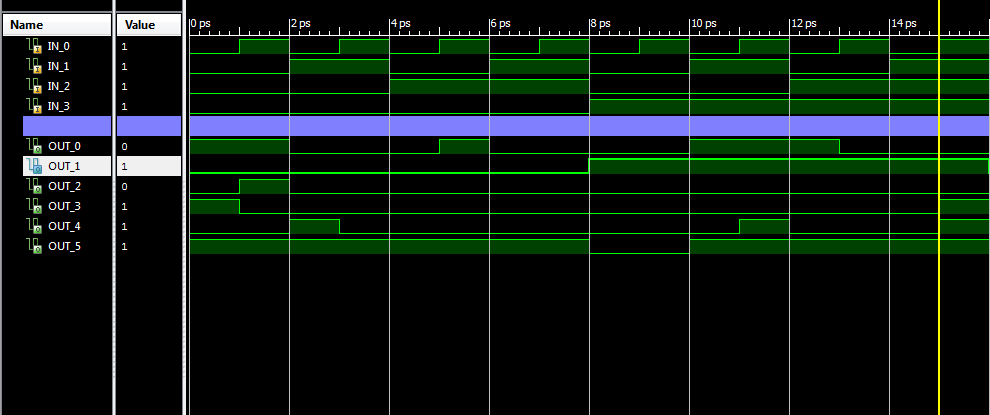 Name Value 0 ps 2 ps 4 ps 6 ps 8 ps 10 ps 12 ps 14 ps
IN_0 1
IN_1 1
IN_2 1
IN_3 1
OUT_0 0
OUT_1 1
OUT_2 0
OUT_3 1
OUT_4 1
OUT_5 1